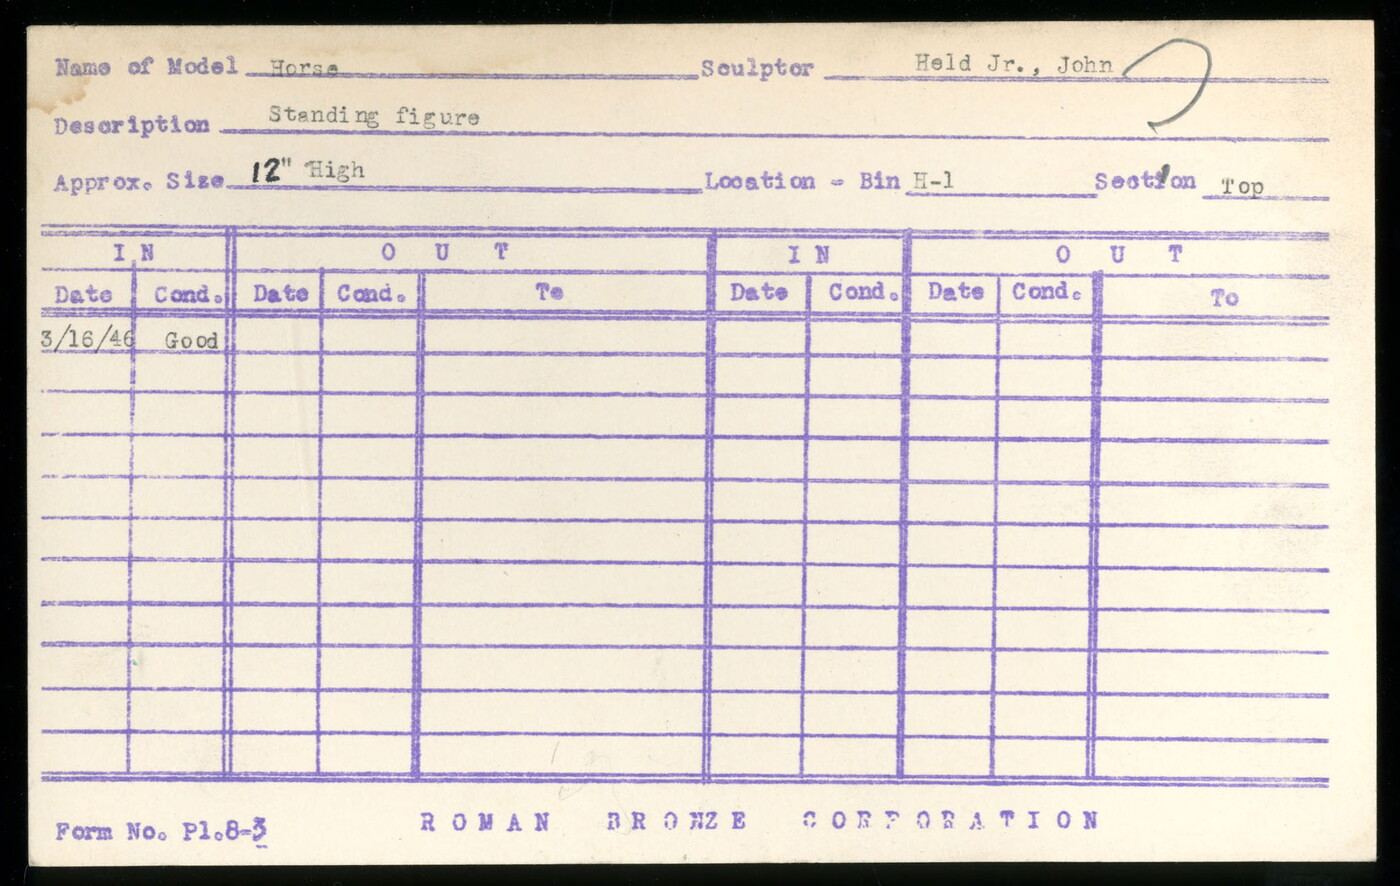 Name of Model Horse Sculptor Held Jr., John
Description Standing figure
Approx. Size 12" High Location - Bin H-1 Section Top
IN OUT IN OUT
Date Cond. Date Cond. To Date Cond. Date Cond. To
3/16/46 Good
Form No. Pl.8-3 ROMAN BRONZE CORPORATION